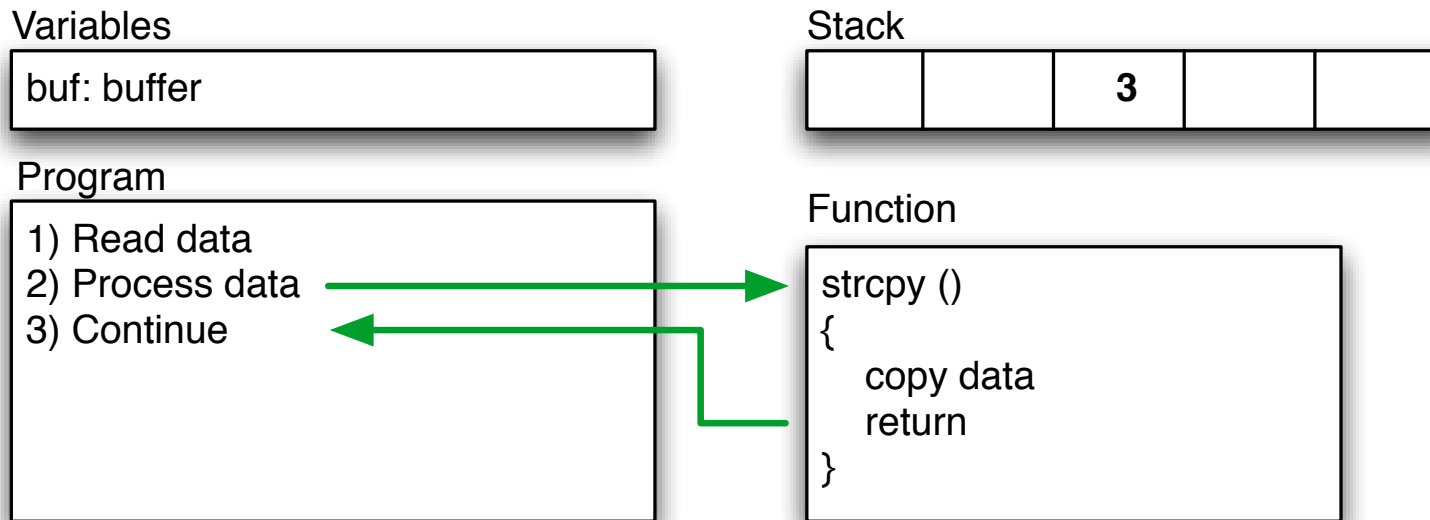 Variables
buf: buffer
Stack
3
Program
1) Read data
2) Process data
3) Continue
Function
strcpy ()
{
copy data
return
}